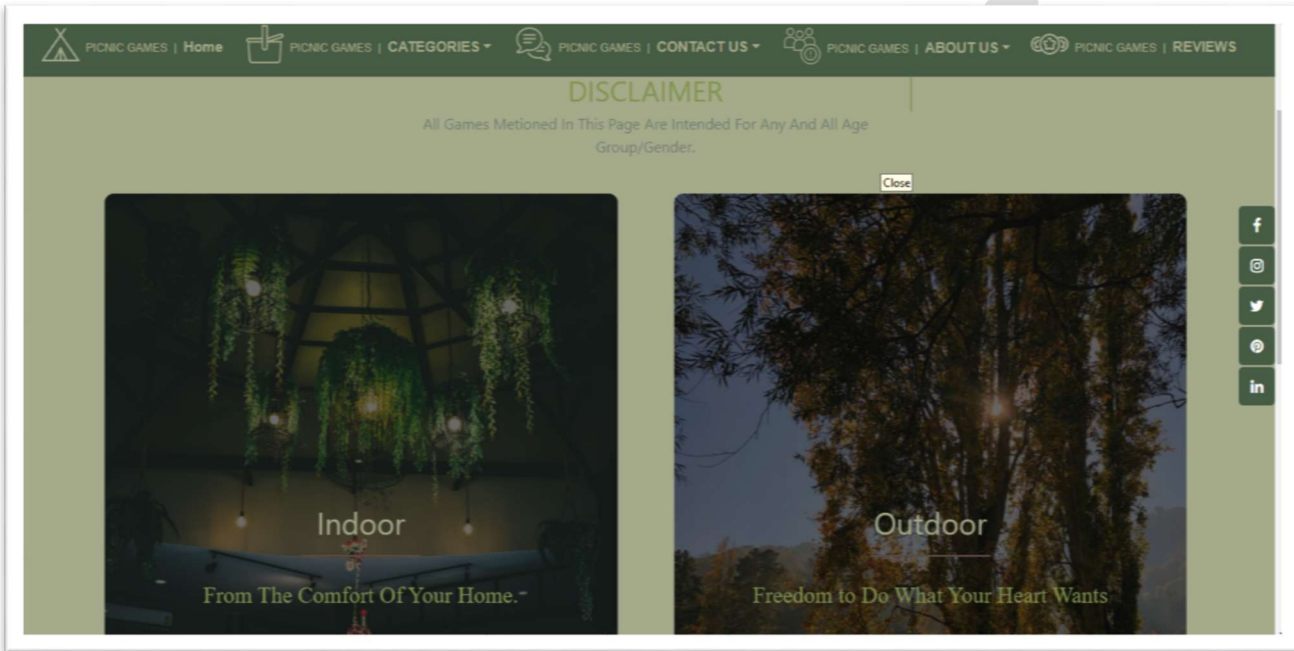 PICNIC GAMES | Home PICNIC GAMES | CATEGORIES PICNIC GAMES | CONTACT US PICNIC GAMES | ABOUT US PICNIC GAMES | REVIEWS
DISCLAIMER
All Games Metioned In This Page Are Intended For Any And All Age
Group/Gender.
Close
Indoor
From The Comfort Of Your Home.
Outdoor
Freedom to Do What Your Heart Wants